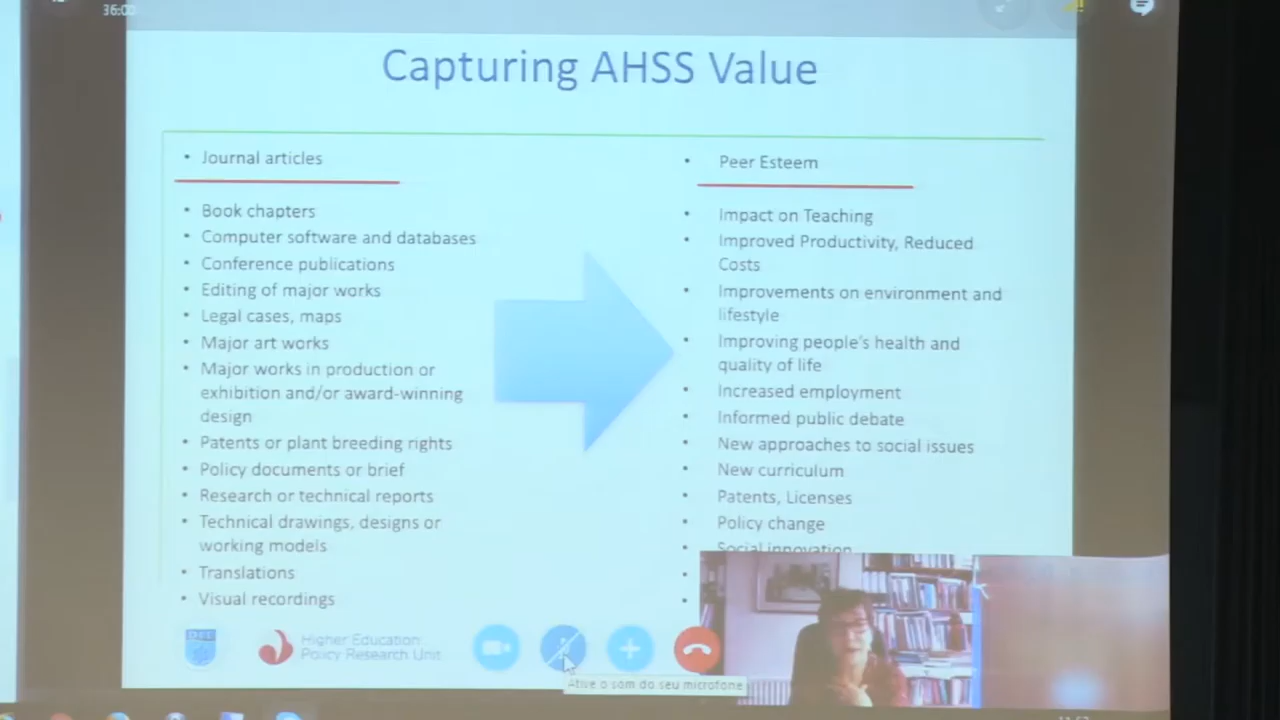 36:00
Capturing AHSS Value
• Journal articles
• Book chapters
• Computer software and databases
• Conference publications
• Editing of major works
• Legal cases, maps
• Major art works
• Major works in production or
exhibition and/or award-winning
design
• Patents or plant breeding rights
• Policy documents or brief
• Research or technical reports
• Technical drawings, designs or
working models
• Translations
• Visual recordings
• Peer Esteem
• Impact on Teaching
• Improved Productivity, Reduced
Costs
• Improvements on environment and
lifestyle
• Improving people's health and
quality of life
• Increased employment
• Informed public debate
• New approaches to social issues
• New curriculum
• Patents, Licenses
• Policy change
• Social innovation
Higher Education
Policy Research Unit
Ative o som do seu microfone